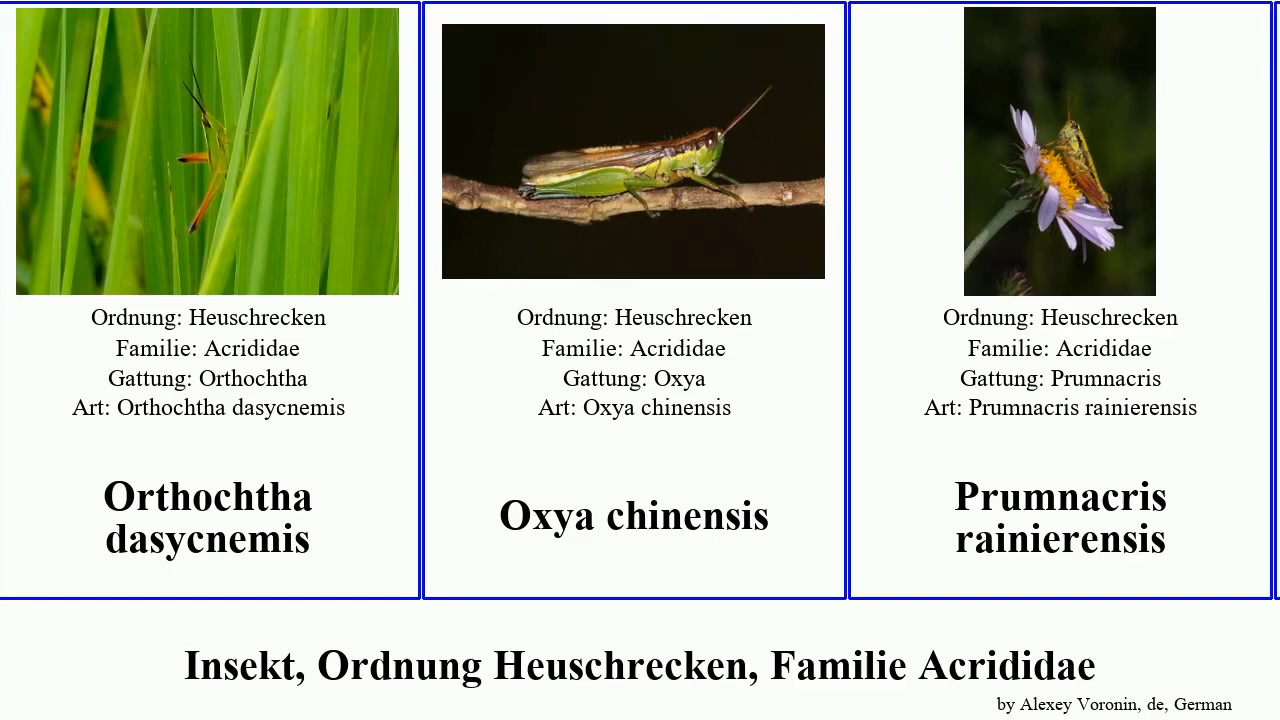 Ordnung: Heuschrecken
Familie: Acrididae
Gattung: Orthochtha
Art: Orthochtha dasycnemis
Orthochtha
dasycnemis
Ordnung: Heuschrecken
Familie: Acrididae
Gattung: Oxya
Art: Oxya chinensis
Oxya chinensis
Ordnung: Heuschrecken
Familie: Acrididae
Gattung: Prumnacris
Art: Prumnacris rainierensis
Prumnacris
rainierensis
Insekt, Ordnung Heuschrecken, Familie Acrididae
by Alexey Voronin, de, German